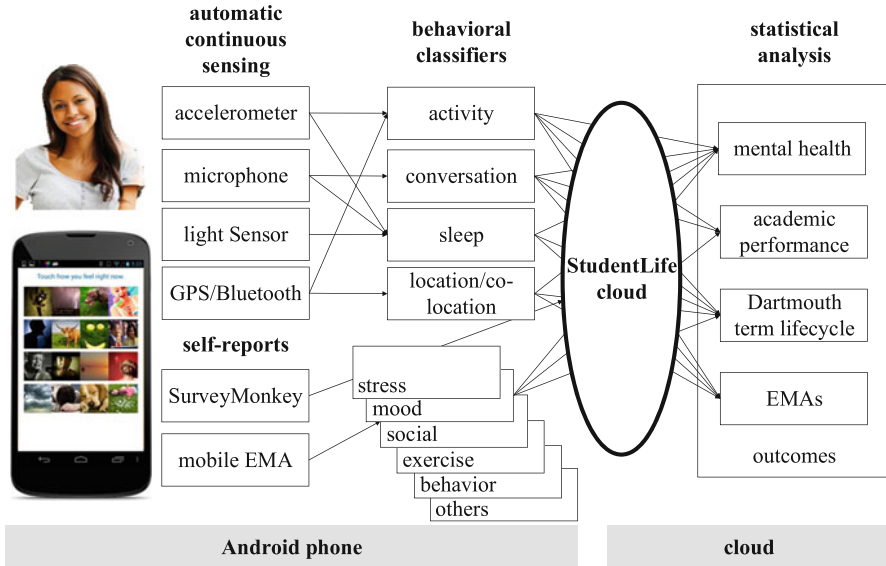 automatic
continuous
sensing
behavioral
classifiers
statistical
analysis
accelerometer
activity
mental health
microphone
conversation
light Sensor
sleep
academic
performance
StudentLife
cloud
GPS/Bluetooth
location/co-
location
Dartmouth
term lifecycle
Touch how you feel right now
self-reports
SurveyMonkey
stress
mood
EMAs
social
mobile EMA
exercise
outcomes
behavior
others
Android phone
cloud